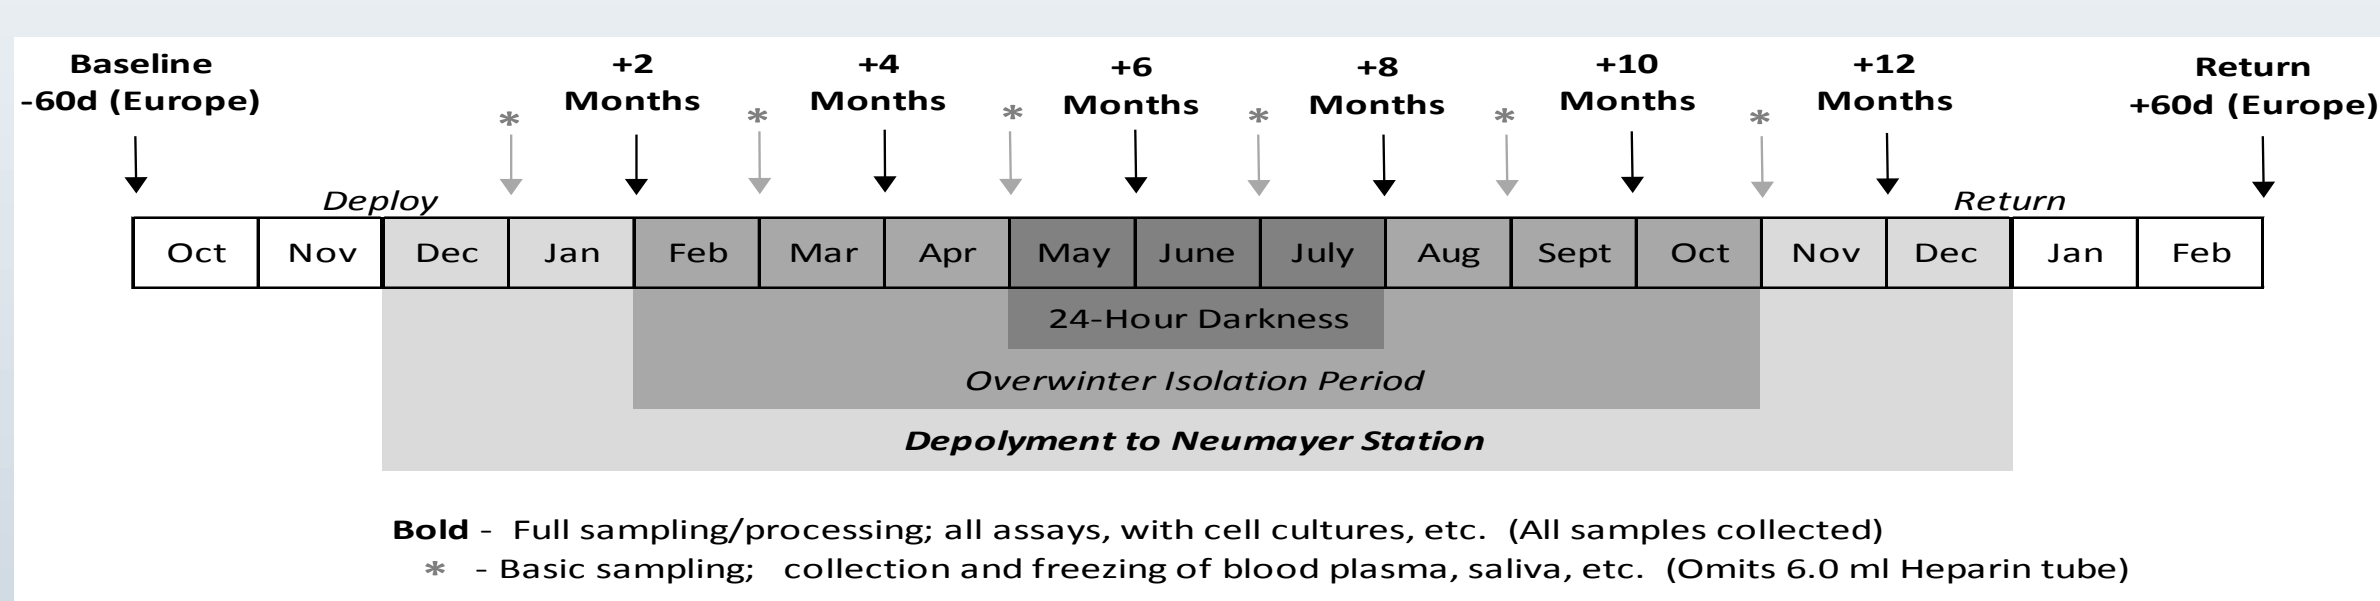 Baseline
-60d (Europe)
+2
Months
+4
Months
+6
Months
+8
Months
+10
Months
+12
Months
Return
+60d (Europe)
* * * * * *
Deploy
Return
Oct Nov Dec Jan Feb Mar Apr May June July Aug Sept Oct Nov Dec Jan Feb
24-Hour Darkness
Overwinter Isolation Period
Depolyment to Neumayer Station
Bold - Full sampling/processing; all assays, with cell cultures, etc. (All samples collected)
* - Basic sampling; collection and freezing of blood plasma, saliva, etc. (Omits 6.0 ml Heparin tube)